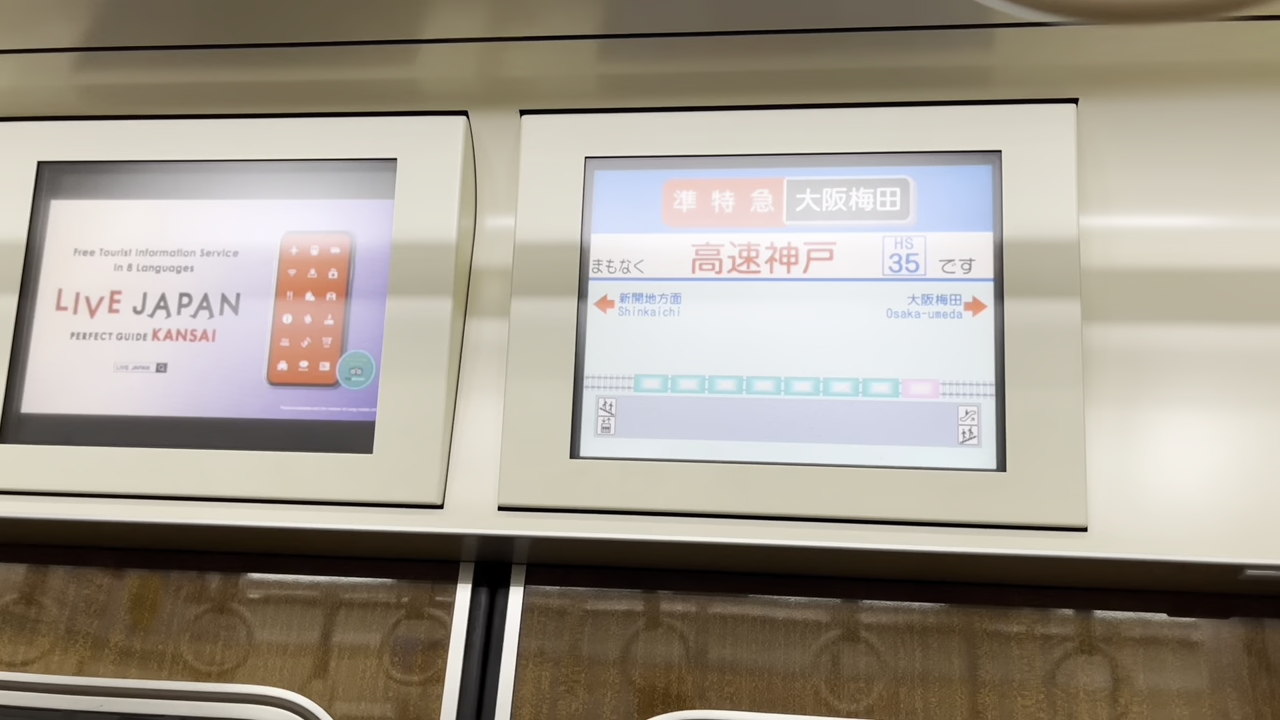 Free Tourist Information Service
in 8 Languages
LIVE JAPAN
PERFECT GUIDE KANSAI
LIVE JAPAN
準特急 大阪梅田
まもなく 高速神戸 HS 35 です
新開地方面
Shinkaichi
大阪梅田
Osaka-umeda